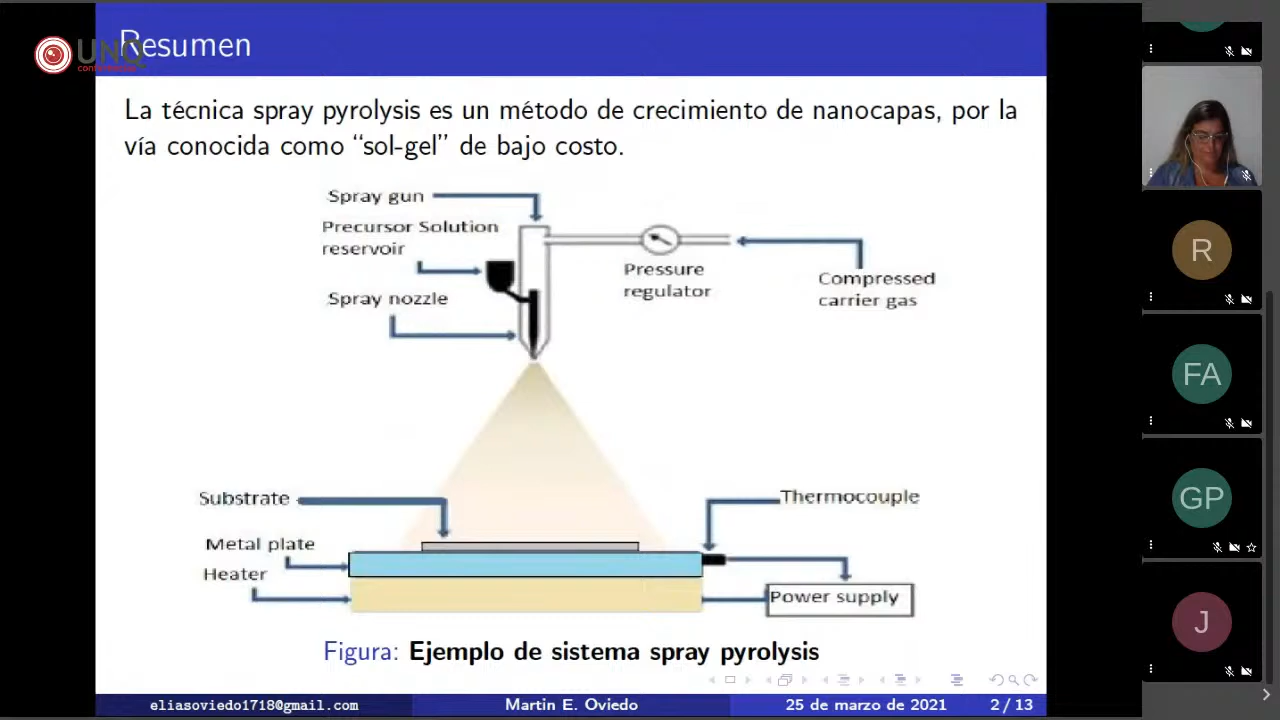 UNQ
Resumen
La técnica spray pyrolysis es un método de crecimiento de nanocapas, por la
vía conocida como “sol-gel” de bajo costo.
Spray gun
Precursor Solution
reservoir
Spray nozzle
Pressure
regulator
Compressed
carrier gas
Substrate
Metal plate
Heater
Thermocouple
Power supply
Figura: Ejemplo de sistema spray pyrolysis
eliasoviedo1718@gmail.com
Martin E. Oviedo
25 de marzo de 2021
2 / 13
R
FA
GP
J